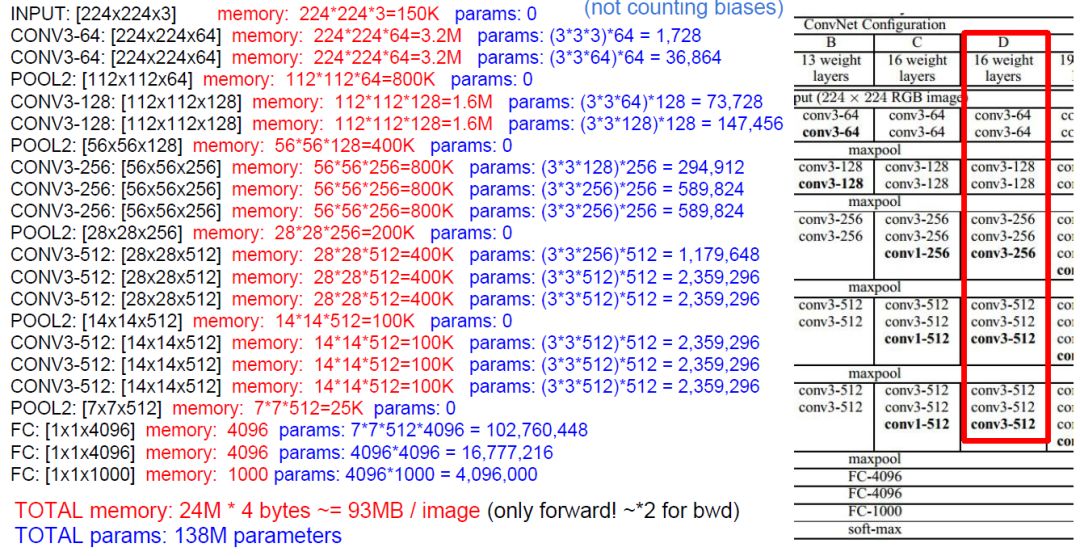 (not counting biases)
INPUT: [224x224x3] memory: 224*224*3=150K params: 0
CONV3-64: [224x224x64] memory: 224*224*64=3.2M params: (3*3*3)*64 = 1,728
CONV3-64: [224x224x64] memory: 224*224*64=3.2M params: (3*3*64)*64 = 36,864
POOL2: [112x112x64] memory: 112*112*64=800K params: 0
CONV3-128: [112x112x128] memory: 112*112*128=1.6M params: (3*3*64)*128 = 73,728
CONV3-128: [112x112x128] memory: 112*112*128=1.6M params: (3*3*128)*128 = 147,456
POOL2: [56x56x128] memory: 56*56*128=400K params: 0
CONV3-256: [56x56x256] memory: 56*56*256=800K params: (3*3*128)*256 = 294,912
CONV3-256: [56x56x256] memory: 56*56*256=800K params: (3*3*256)*256 = 589,824
CONV3-256: [56x56x256] memory: 56*56*256=800K params: (3*3*256)*256 = 589,824
POOL2: [28x28x256] memory: 28*28*256=200K params: 0
CONV3-512: [28x28x512] memory: 28*28*512=400K params: (3*3*256)*512 = 1,179,648
CONV3-512: [28x28x512] memory: 28*28*512=400K params: (3*3*512)*512 = 2,359,296
CONV3-512: [28x28x512] memory: 28*28*512=400K params: (3*3*512)*512 = 2,359,296
POOL2: [14x14x512] memory: 14*14*512=100K params: 0
CONV3-512: [14x14x512] memory: 14*14*512=100K params: (3*3*512)*512 = 2,359,296
CONV3-512: [14x14x512] memory: 14*14*512=100K params: (3*3*512)*512 = 2,359,296
CONV3-512: [14x14x512] memory: 14*14*512=100K params: (3*3*512)*512 = 2,359,296
POOL2: [7x7x512] memory: 7*7*512=25K params: 0
FC: [1x1x4096] memory: 4096 params: 7*7*512*4096 = 102,760,448
FC: [1x1x4096] memory: 4096 params: 4096*4096 = 16,777,216
FC: [1x1x1000] memory: 1000 params: 4096*1000 = 4,096,000
TOTAL memory: 24M * 4 bytes ~= 93MB / image (only forward! ~*2 for bwd)
TOTAL params: 138M parameters
ConvNet Configuration
B C D
13 weight 16 weight 16 weight 19
layers layers layers
put (224 × 224 RGB image
conv3-64 conv3-64 conv3-64
conv3-64 conv3-64 conv3-64
maxpool
conv3-128 conv3-128 conv3-128
conv3-128 conv3-128 conv3-128
maxpool
conv3-256 conv3-256 conv3-256
conv3-256 conv3-256 conv3-256
conv1-256 conv3-256
maxpool
conv3-512 conv3-512 conv3-512
conv3-512 conv3-512 conv3-512
conv1-512 conv3-512
maxpool
conv3-512 conv3-512 conv3-512
conv3-512 conv3-512 conv3-512
conv1-512 conv3-512
maxpool
FC-4096
FC-4096
FC-1000
soft-max